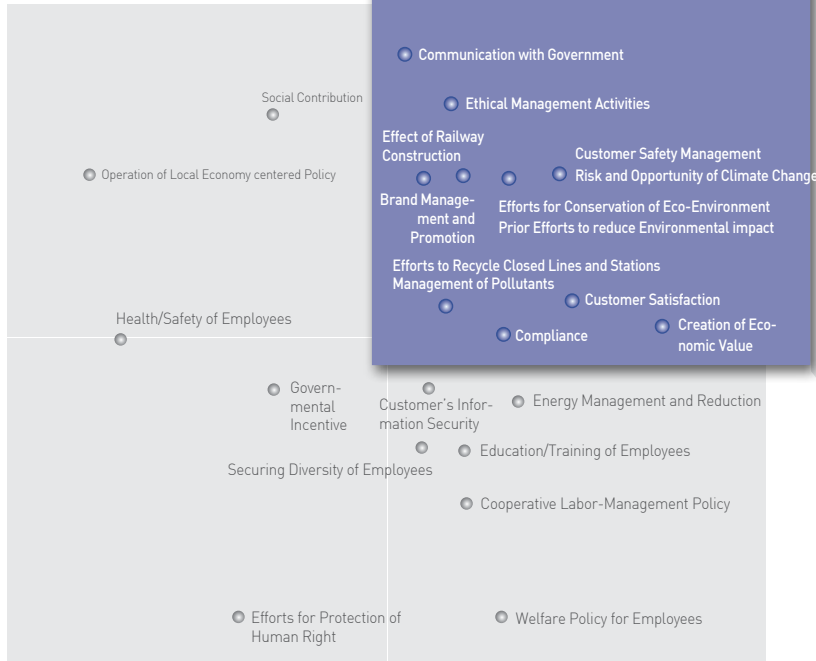 Communication with Government
Social Contribution
Ethical Management Activities
Effect of Railway
Construction
Customer Safety Management
Operation of Local Economy centered Policy
Risk and Opportunity of Climate Change
Brand Manage-
ment and
Promotion
Efforts for Conservation of Eco-Environment
Prior Efforts to reduce Environmental impact
Efforts to Recycle Closed Lines and Stations
Management of Pollutants
Customer Satisfaction
Health/Safety of Employees
Compliance
Creation of Eco-
nomic Value
Govern-
mental
Incentive
Customer's Infor-
mation Security
Energy Management and Reduction
Securing Diversity of Employees
Education/Training of Employees
Cooperative Labor-Management Policy
Efforts for Protection of
Human Right
Welfare Policy for Employees